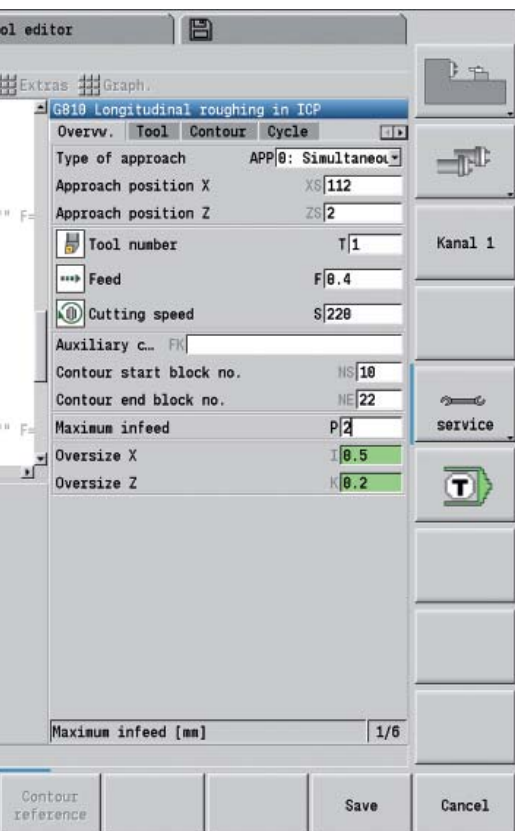 ol editor
Extras Graph.
G810 Longitudinal roughing in ICP
Overvw. Tool Contour Cycle
Type of approach APP 0: Simultaneou
Approach position X XS 112
Approach position Z ZS 2
" F=
Tool number T 1
Kanal 1
Feed F 0.4
Cutting speed S 220
Auxiliary c… FK
Contour start block no. NS 10
Contour end block no. NE 22
Maximum infeed P 2
" F=
service
Oversize X I 0.5
Oversize Z K 0.2
T
Maximum infeed [mm] 1/6
Contour
reference
Save Cancel